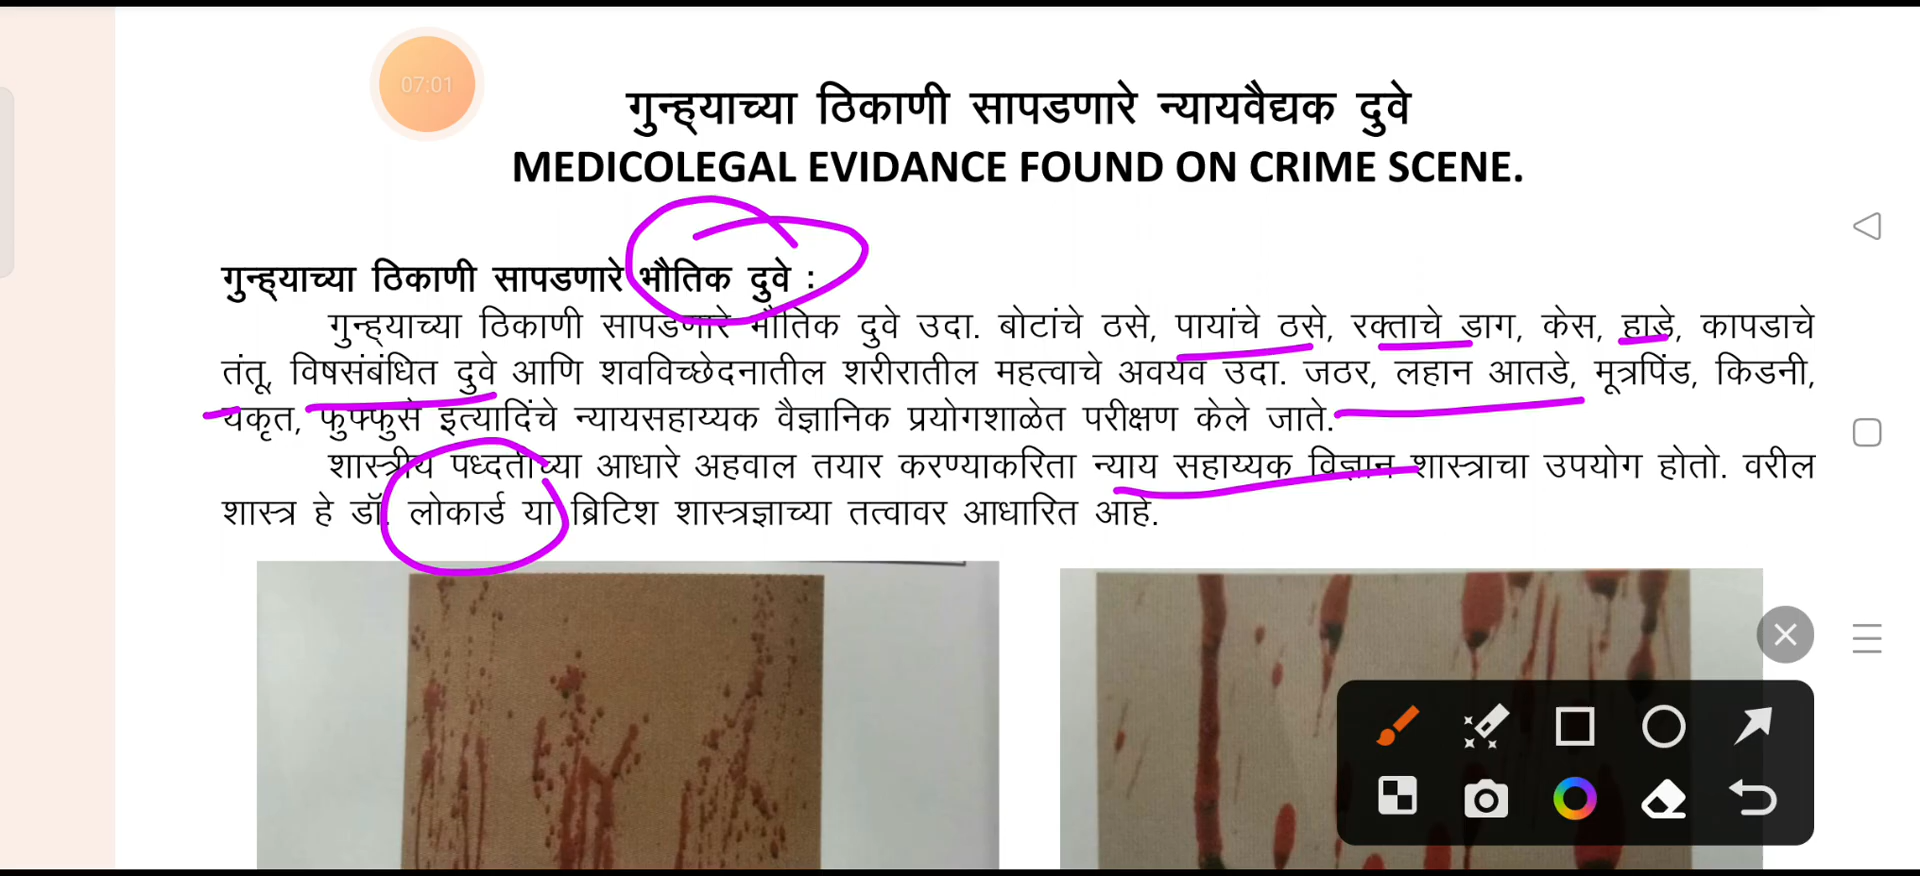 07:01
गुन्ह्याच्या ठिकाणी सापडणारे न्यायवैद्यक दुवे
MEDICOLEGAL EVIDANCE FOUND ON CRIME SCENE.
गुन्ह्याच्या ठिकाणी सापडणारे भौतिक दुवे :
गुन्ह्याच्या ठिकाणी सापडणारे भौतिक दुवे उदा. बोटांचे ठसे, पायांचे ठसे, रक्ताचे डाग, केस, हाडे, कापडाचे
तंतू, विषसंबंधित दुवे आणि शवविच्छेदनातील शरीरातील महत्वाचे अवयव उदा. जठर, लहान आतडे, मूत्रपिंड, किडनी,
यकृत, फुफ्फुसे इत्यादिंचे न्यायसहाय्यक वैज्ञानिक प्रयोगशाळेत परीक्षण केले जाते.
शास्त्रीय पध्दतीच्या आधारे अहवाल तयार करण्याकरिता न्याय सहाय्यक विज्ञान शास्त्राचा उपयोग होतो. वरील
शास्त्र हे डॉ. लोकार्ड या ब्रिटिश शास्त्रज्ञाच्या तत्वावर आधारित आहे.